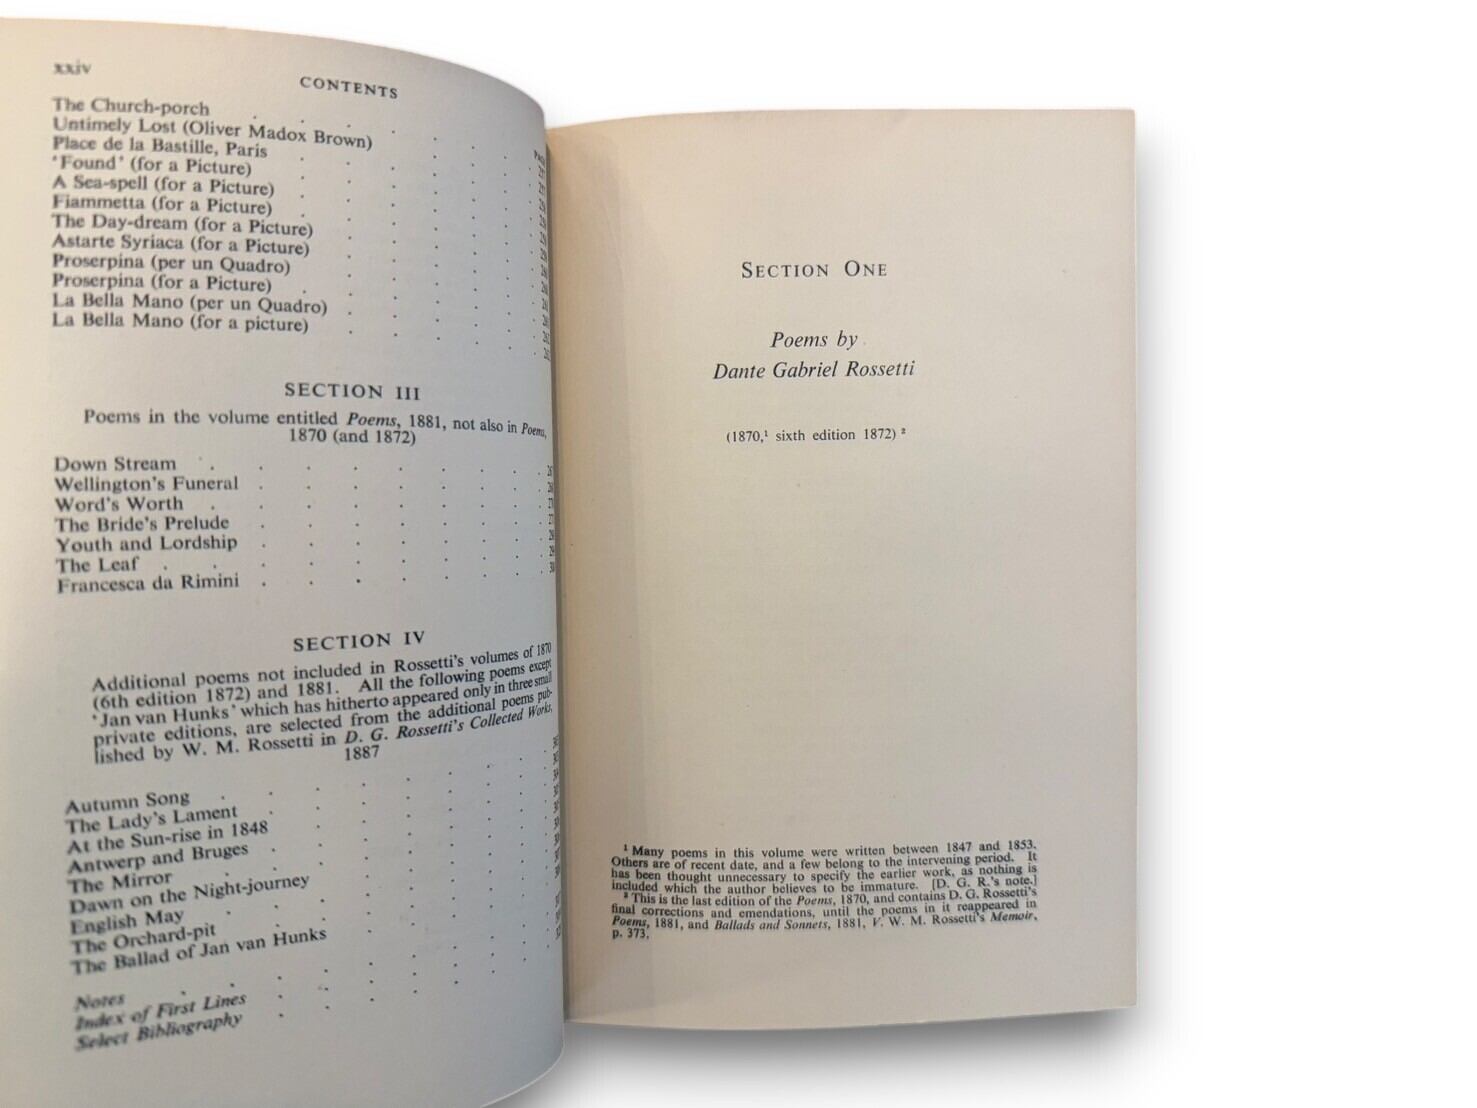 xxiv
CONTENTS
PAGE
The Church-porch
Untimely Lost (Oliver Madox Brown)
Place de la Bastille, Paris
'Found' (for a Picture)
A Sea-spell (for a Picture)
Fiammetta (for a Picture)
The Day-dream (for a Picture)
Astarte Syriaca (for a Picture)
Proserpina (per un Quadro)
Proserpina (for a Picture)
La Bella Mano (per un Quadro)
La Bella Mano (for a picture)
SECTION III
Poems in the volume entitled Poems, 1881, not also in Poems,
1870 (and 1872)
Down Stream
Wellington's Funeral
Word's Worth
The Bride's Prelude
Youth and Lordship
The Leaf
Francesca da Rimini
SECTION IV
Additional poems not included in Rossetti's volumes of 1870
(6th edition 1872) and 1881. All the following poems except
'Jan van Hunks' which has hitherto appeared only in three small
private editions, are selected from the additional poems pub-
lished by W. M. Rossetti in D. G. Rossetti's Collected Works,
1887
Autumn Song
The Lady's Lament
At the Sun-rise in 1848
Antwerp and Bruges
The Mirror
Dawn on the Night-journey
English May
The Orchard-pit
The Ballad of Jan van Hunks
Notes
Index of First Lines
Select Bibliography
SECTION ONE
Poems by
Dante Gabriel Rossetti
(1870,¹ sixth edition 1872) ²
¹ Many poems in this volume were written between 1847 and 1853.
Others are of recent date, and a few belong to the intervening period. It
has been thought unnecessary to specify the earlier work, as nothing is
included which the author believes to be immature. [D. G. R.'s note.]
² This is the last edition of the Poems, 1870, and contains D. G. Rossetti's
final corrections and emendations, until the poems in it reappeared in
Poems, 1881, and Ballads and Sonnets, 1881, V. W. M. Rossetti's Memoir,
p. 373.